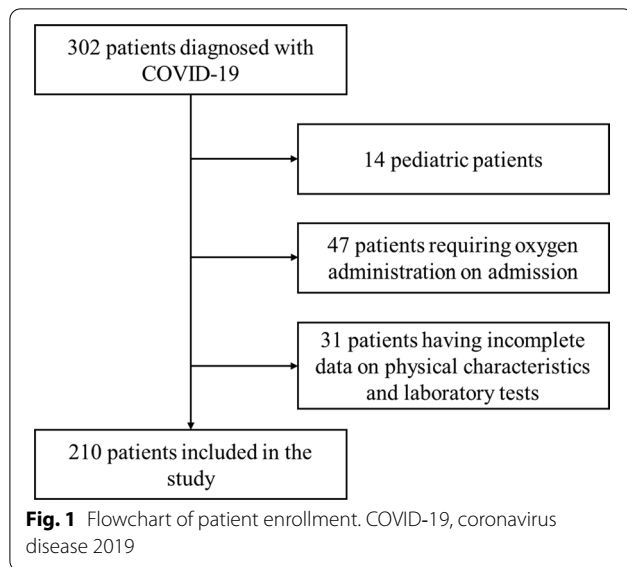 302 patients diagnosed with
COVID-19
14 pediatric patients
47 patients requiring oxygen
administration on admission
31 patients having incomplete
data on physical characteristics
and laboratory tests
210 patients included in the
study
Fig. 1 Flowchart of patient enrollment. COVID-19, coronavirus
disease 2019